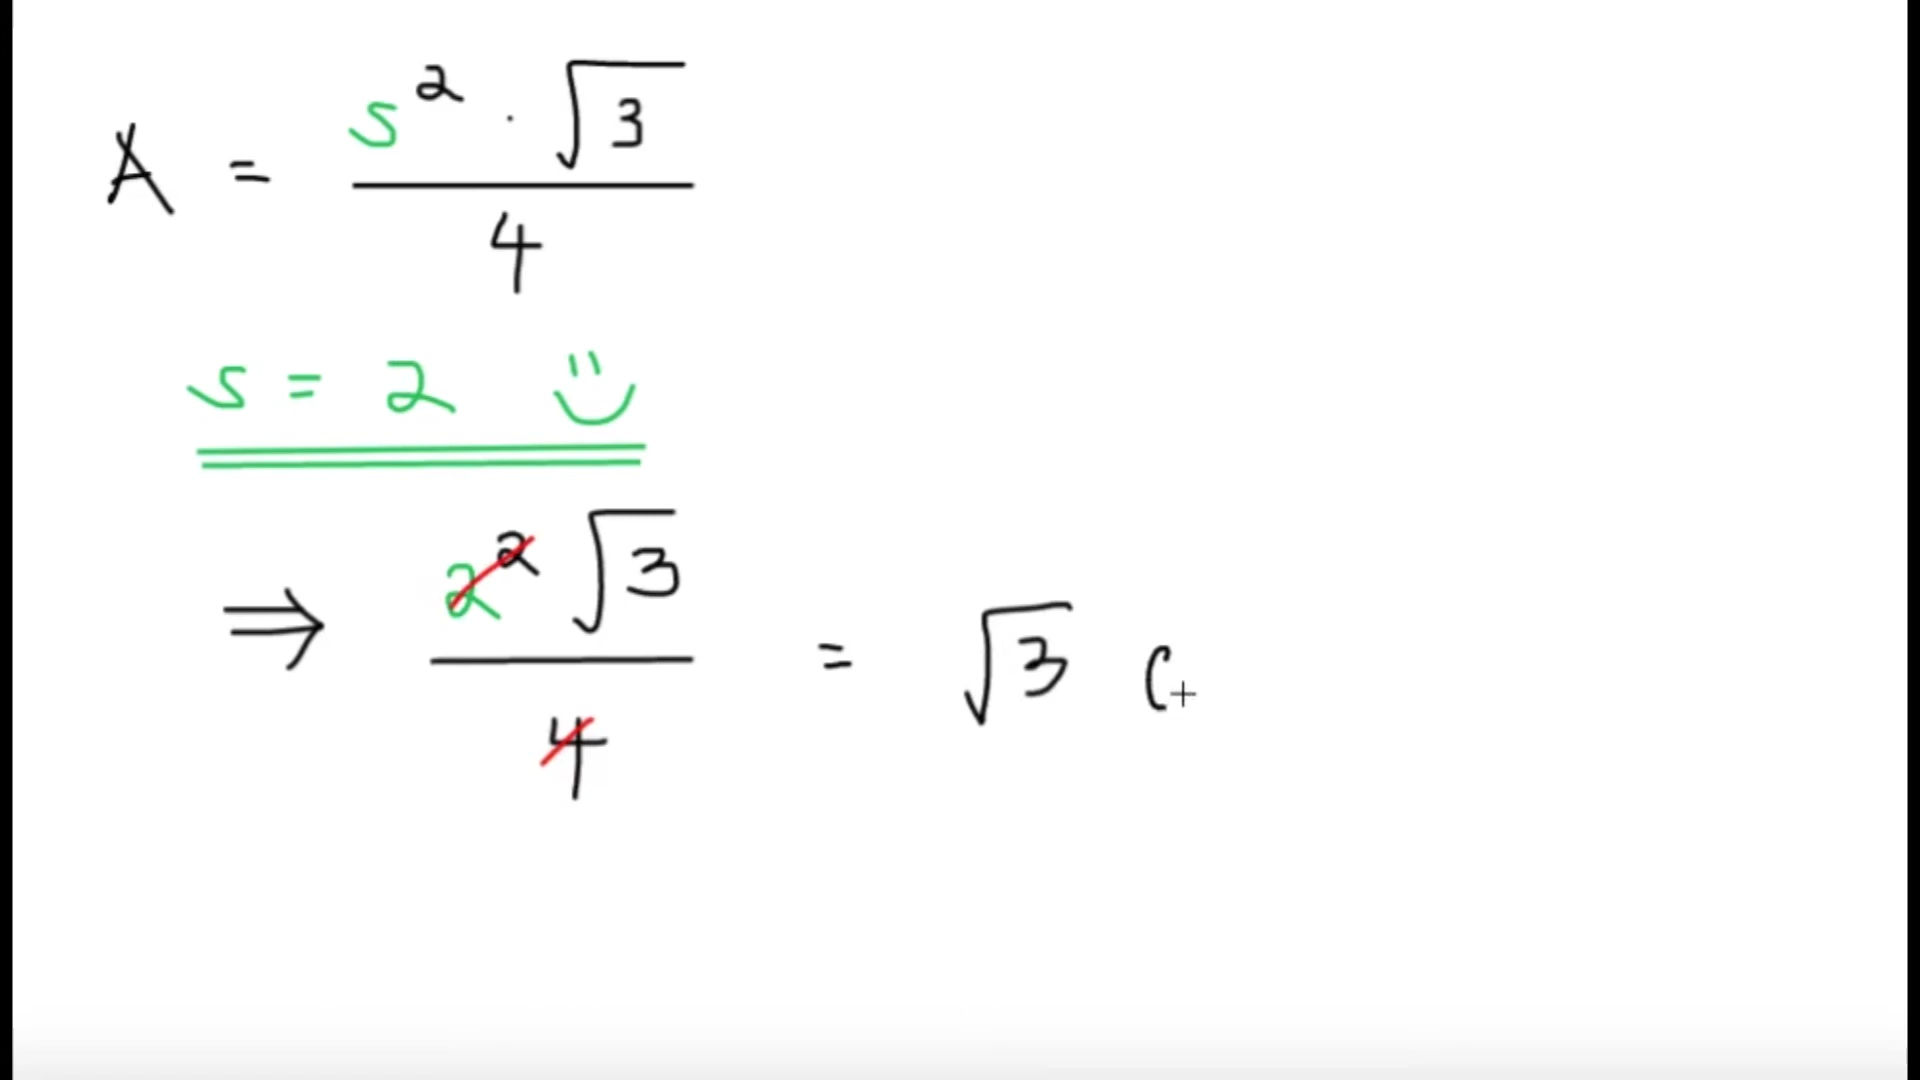 A = s² · √3 / 4
s = 2
⇒ 2² √3 / 4 = √3 (